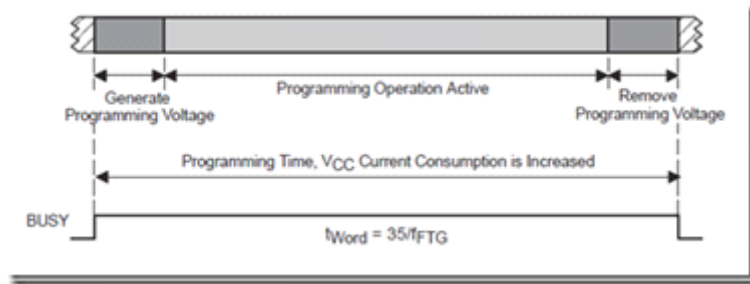 Generate
Programming Voltage
Programming Operation Active
Remove
Programming Voltage
Programming Time, VCC Current Consumption is Increased
BUSY
tWord = 35/fFTG